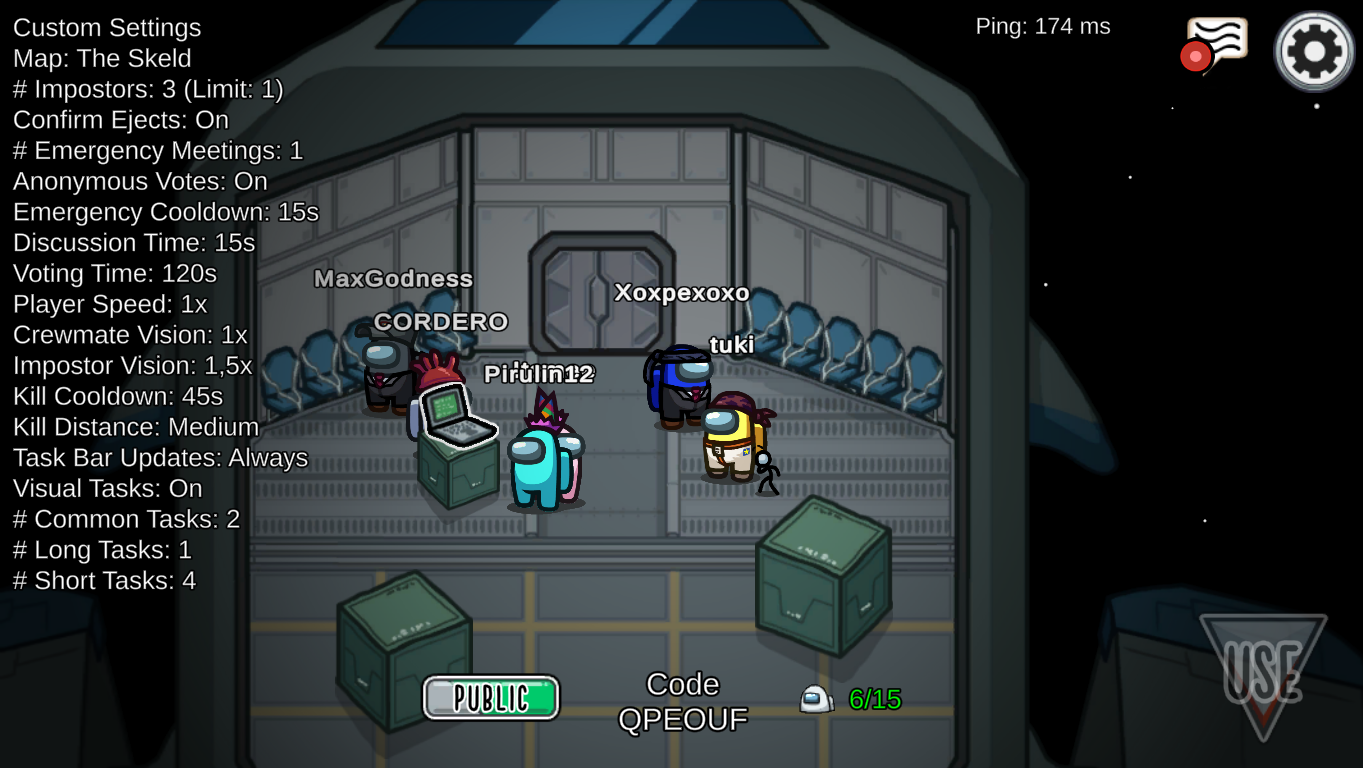 Custom Settings
Map: The Skeld
# Impostors: 3 (Limit: 1)
Confirm Ejects: On
# Emergency Meetings: 1
Anonymous Votes: On
Emergency Cooldown: 15s
Discussion Time: 15s
Voting Time: 120s
Player Speed: 1x
Crewmate Vision: 1x
Impostor Vision: 1,5x
Kill Cooldown: 45s
Kill Distance: Medium
Task Bar Updates: Always
Visual Tasks: On
# Common Tasks: 2
# Long Tasks: 1
# Short Tasks: 4
Ping: 174 ms
MaxGodness
CORDERO
Xoxpexoxo
tuki
Pirulin12
PUBLIC
Code
QPEOUF
6/15
USE